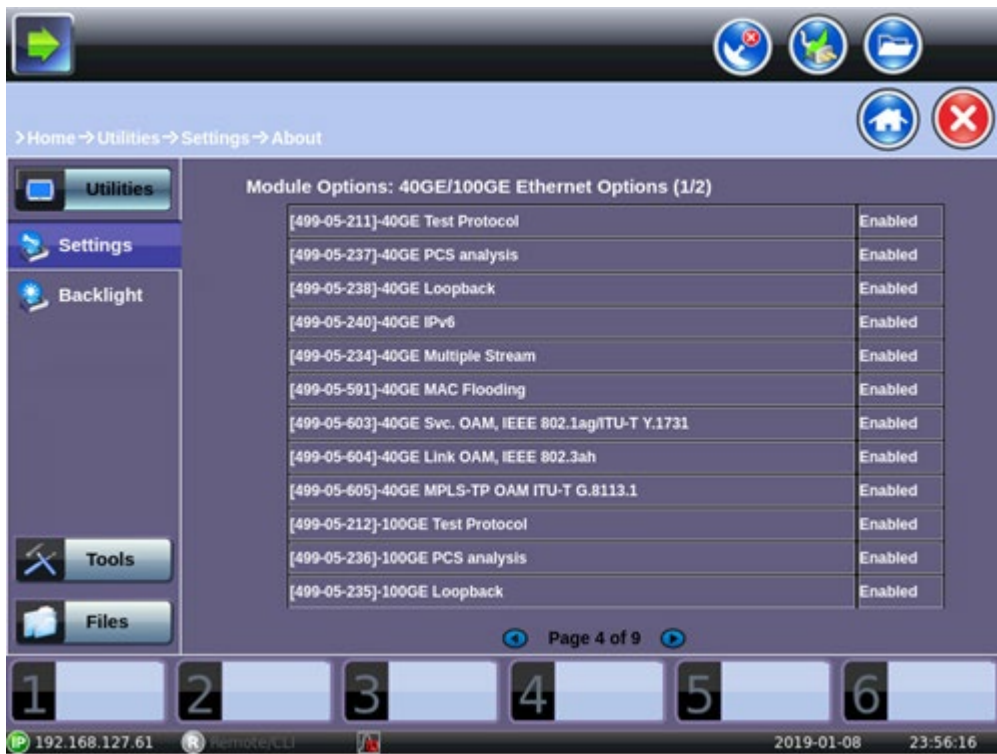 >Home→Utilities→Settings→About
Utilities
Settings
Backlight
Tools
Files
Module Options: 40GE/100GE Ethernet Options (1/2)
[499-05-211]-40GE Test Protocol Enabled
[499-05-237]-40GE PCS analysis Enabled
[499-05-238]-40GE Loopback Enabled
[499-05-240]-40GE IPv6 Enabled
[499-05-234]-40GE Multiple Stream Enabled
[499-05-591]-40GE MAC Flooding Enabled
[499-05-603]-40GE Svc. OAM, IEEE 802.1ag/ITU-T Y.1731 Enabled
[499-05-604]-40GE Link OAM, IEEE 802.3ah Enabled
[499-05-605]-40GE MPLS-TP OAM ITU-T G.8113.1 Enabled
[499-05-212]-100GE Test Protocol Enabled
[499-05-236]-100GE PCS analysis Enabled
[499-05-235]-100GE Loopback Enabled
Page 4 of 9
1 2 3 4 5 6
IP 192.168.127.61 R Remote/CLI 2019-01-08 23:56:16